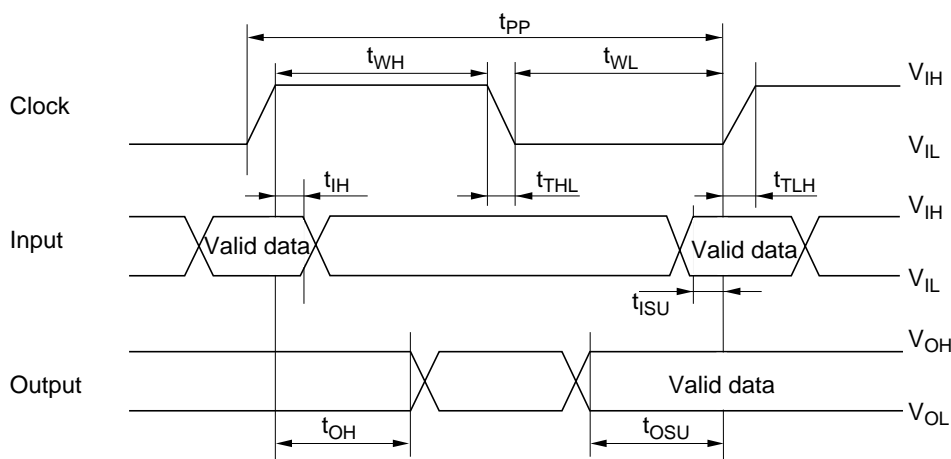 tPP
tWH
tWL
Clock
VIH
VIL
tIH
tTHL
tTLH
Input
Valid data
Valid data
VIH
VIL
tISU
Output
Valid data
VOH
VOL
tOH
tOSU